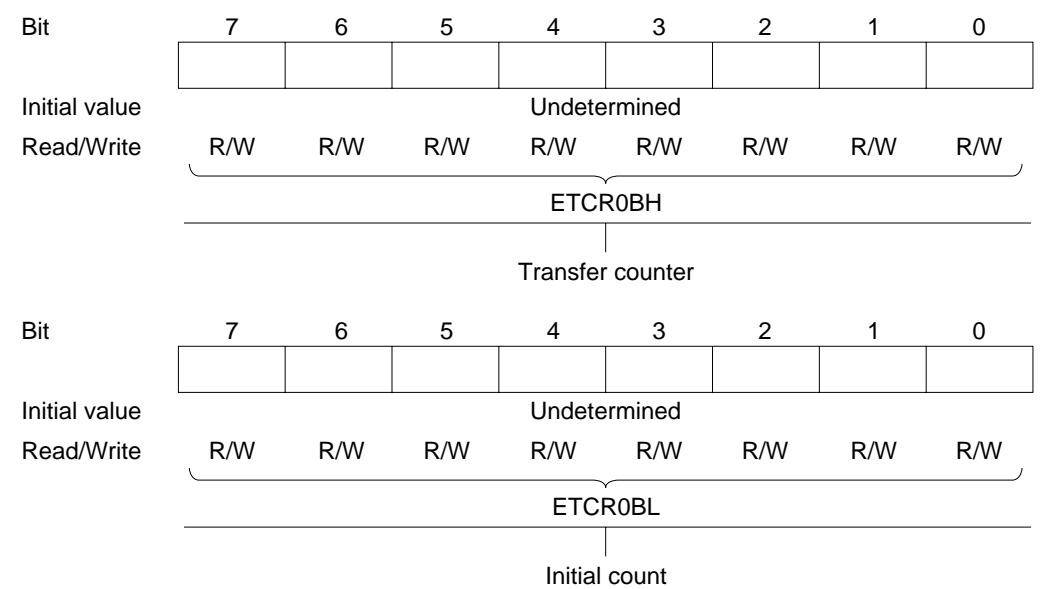 Bit 7 6 5 4 3 2 1 0
Initial value Undetermined
Read/Write R/W R/W R/W R/W R/W R/W R/W R/W
ETCR0BH
Transfer counter
Bit 7 6 5 4 3 2 1 0
Initial value Undetermined
Read/Write R/W R/W R/W R/W R/W R/W R/W R/W
ETCR0BL
Initial count